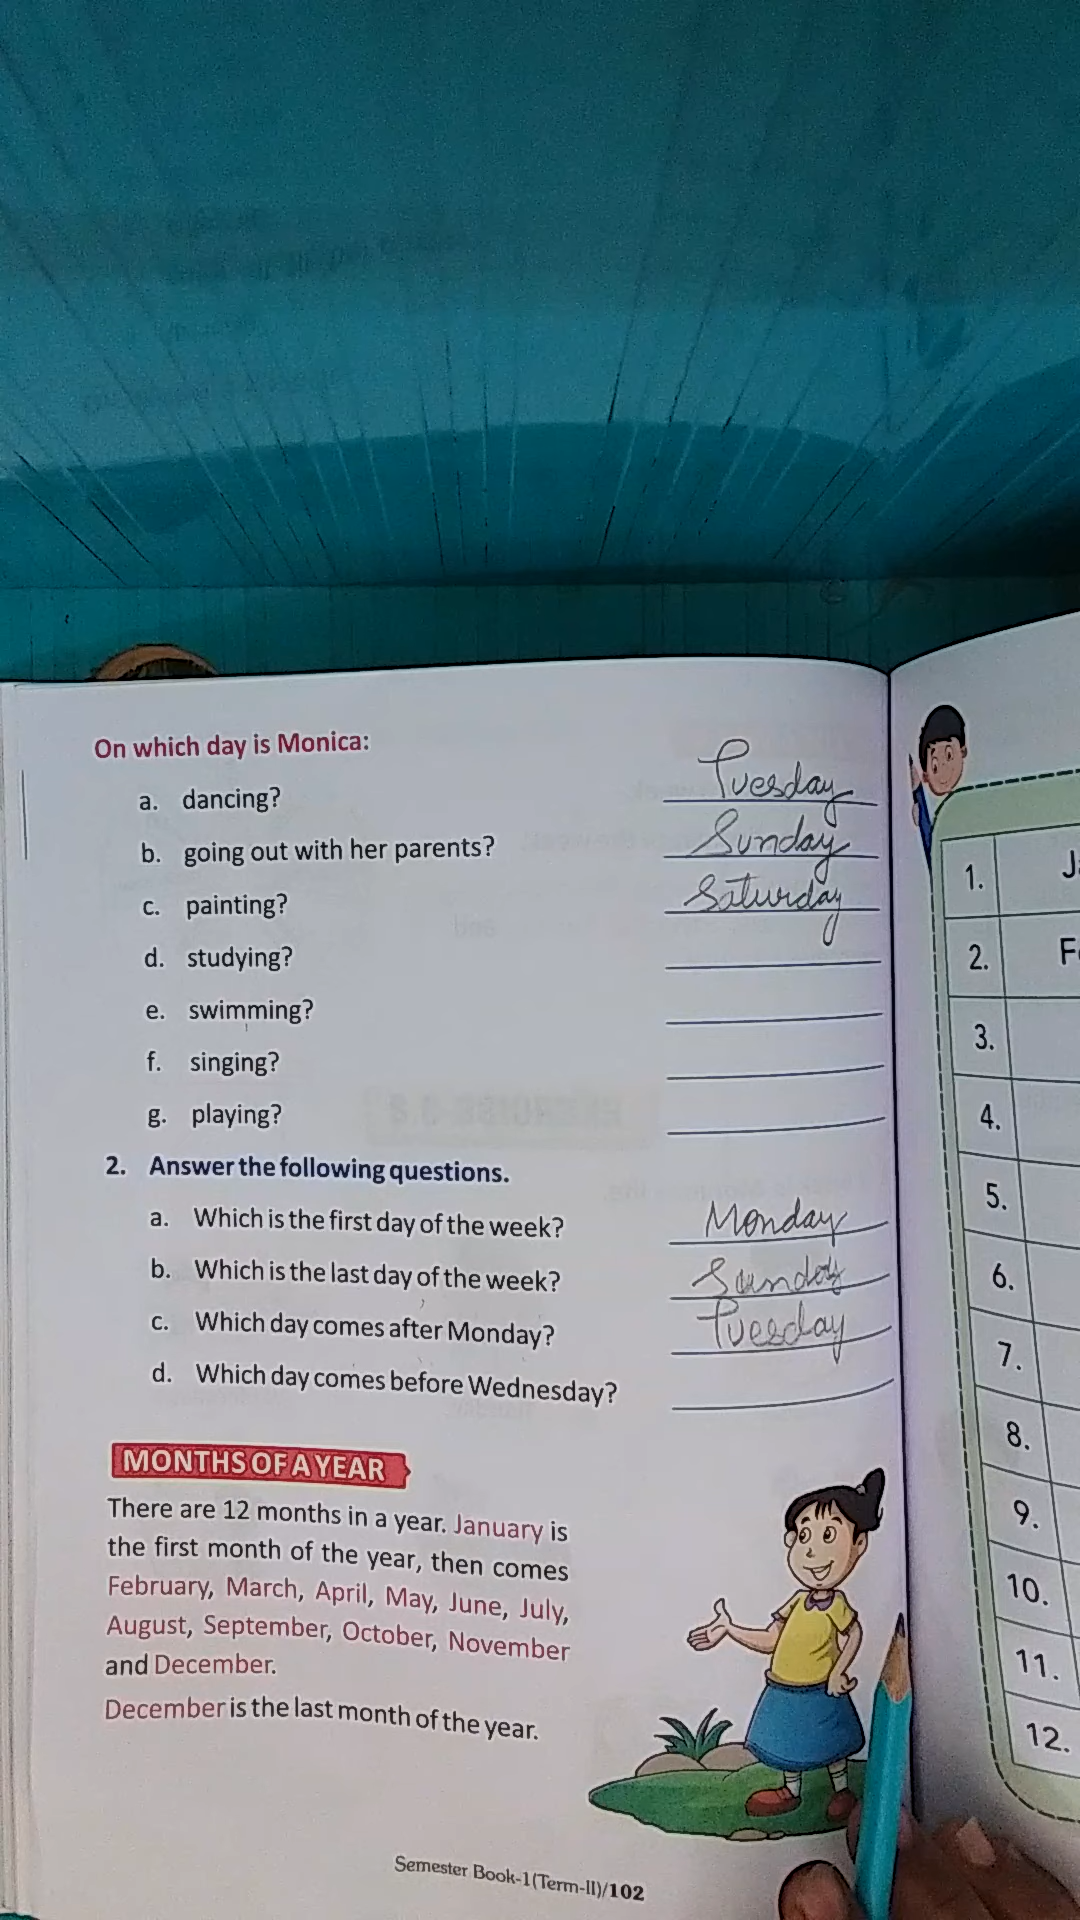 On which day is Monica:
a. dancing? Tuesday
b. going out with her parents? Sunday
c. painting? Saturday
d. studying?
e. swimming?
f. singing?
g. playing?
2. Answer the following questions.
a. Which is the first day of the week? Monday
b. Which is the last day of the week? Sunday
c. Which day comes after Monday? Tuesday
d. Which day comes before Wednesday?
MONTHS OF A YEAR
There are 12 months in a year. January is
the first month of the year, then comes
February, March, April, May, June, July,
August, September, October, November
and December.
December is the last month of the year.
Semester Book-1(Term-II)/102
1. J
2. F
3.
4.
5.
6.
7.
8.
9.
10.
11.
12.